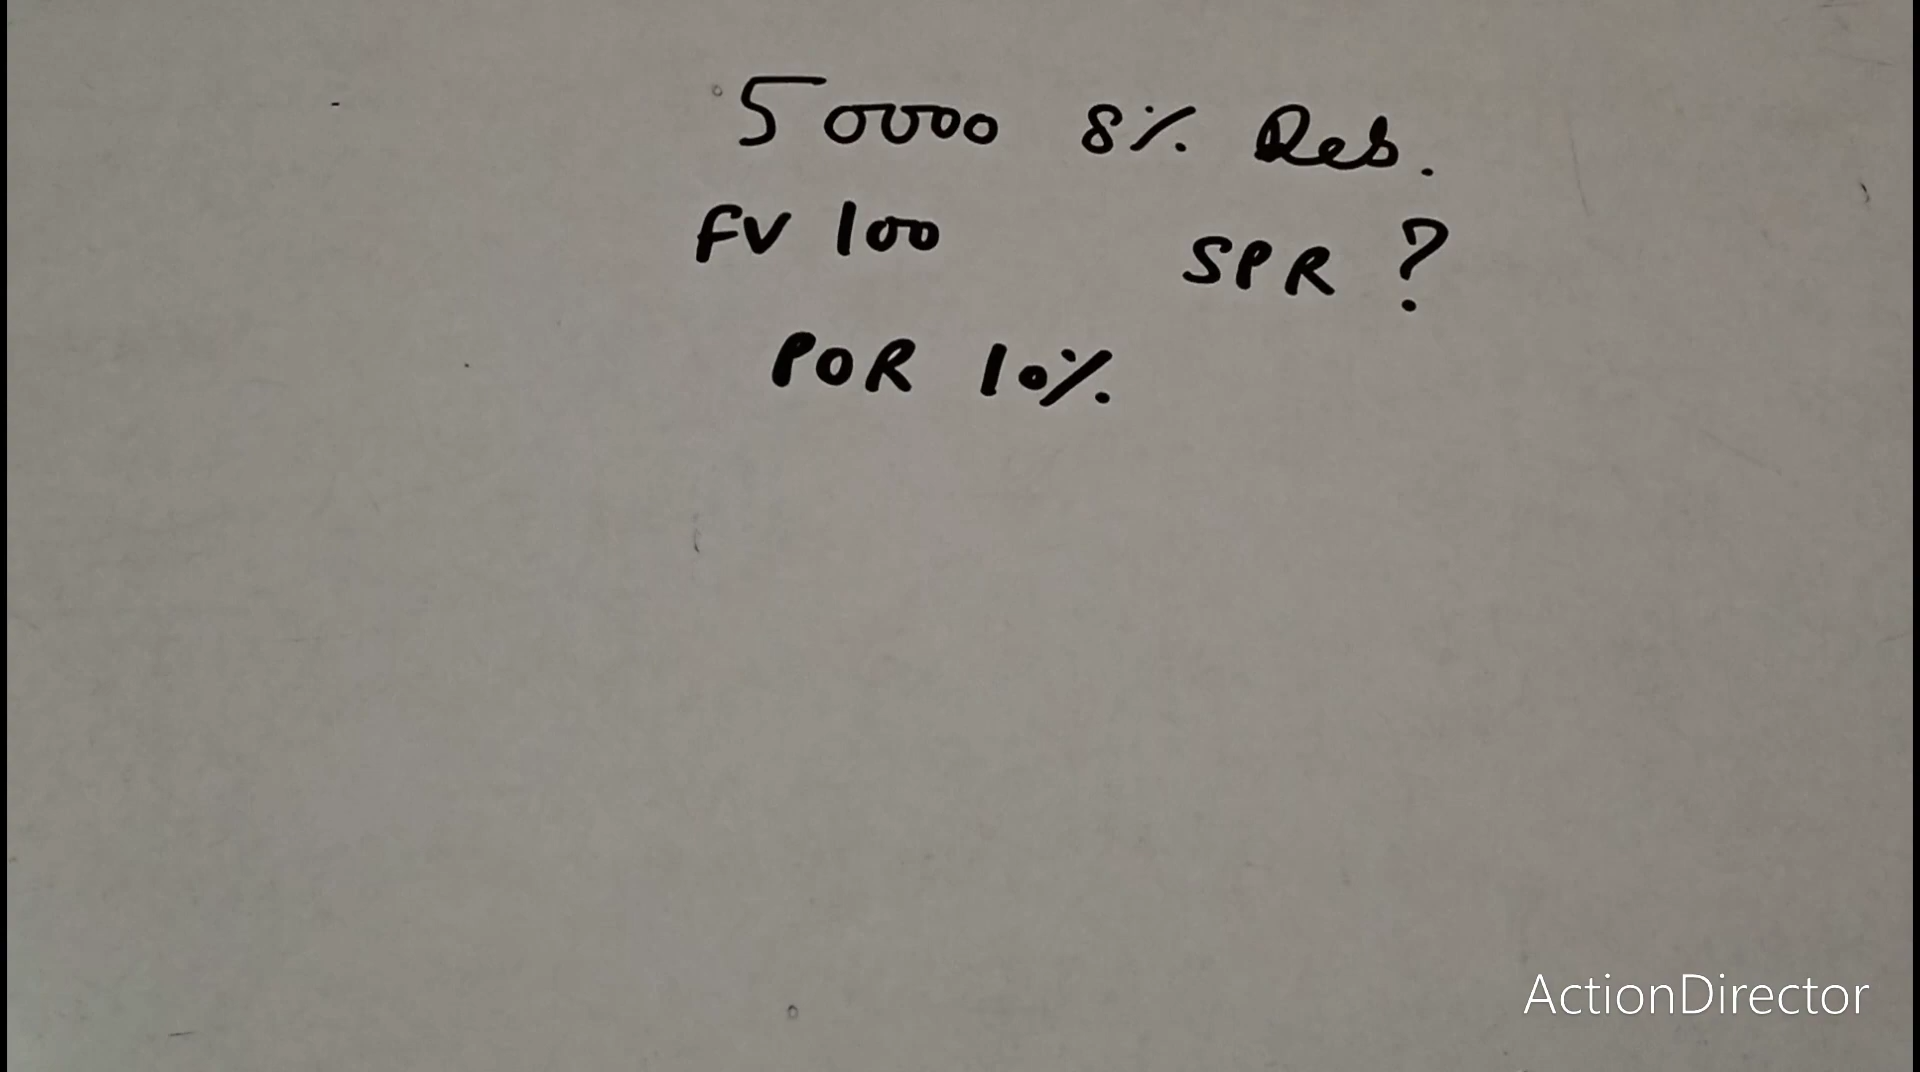 50000 8% Deb.
FV 100 SPR ?
POR 10%
ActionDirector